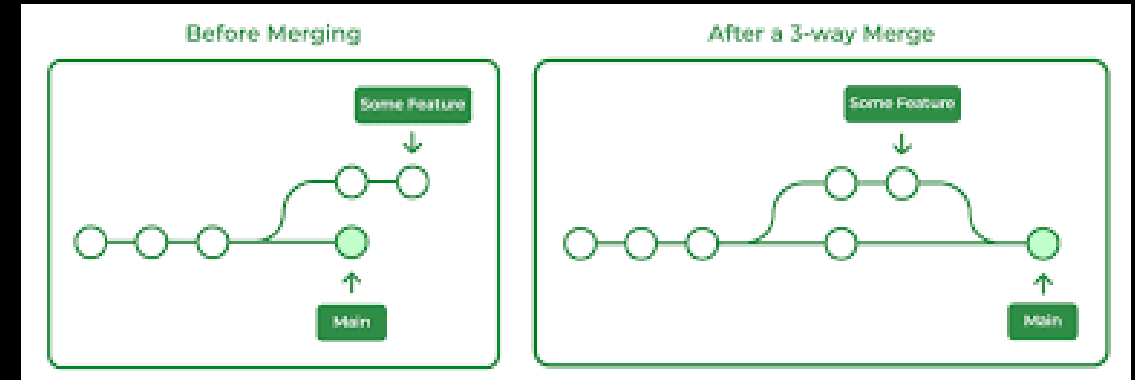 Before Merging
Some Feature
Main
After a 3-way Merge
Some Feature
Main